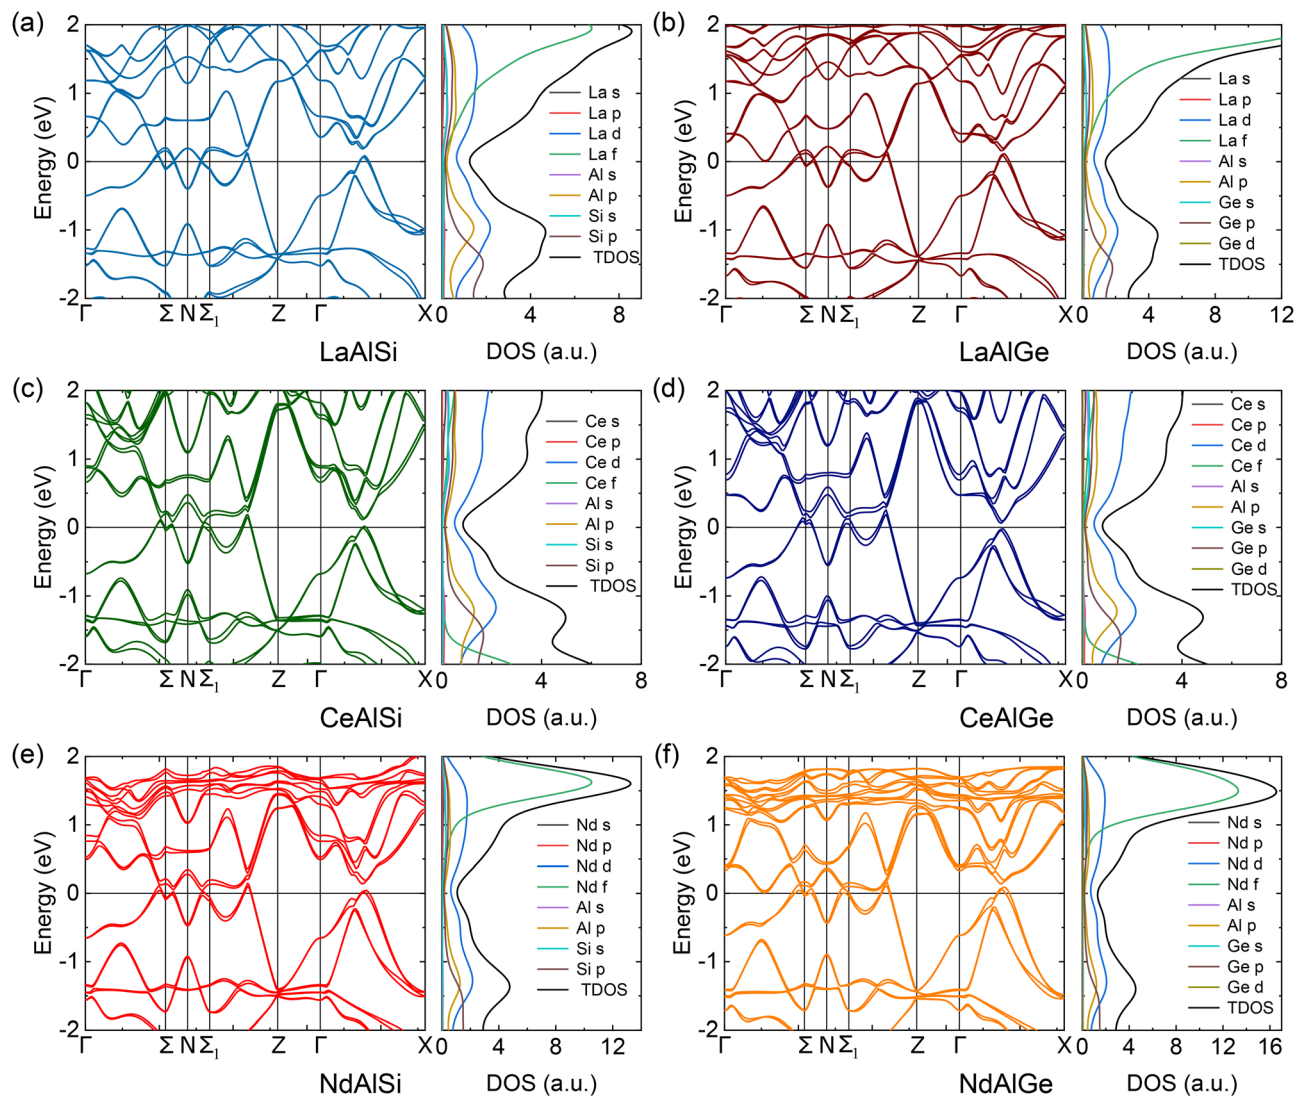 (a)
Energy (eV)
2
1
0
-1
-2
Γ Σ N Σ1 Z Γ X
LaAlSi
La s
La p
La d
La f
Al s
Al p
Si s
Si p
TDOS
0 4 8
DOS (a.u.)
(b)
Energy (eV)
2
1
0
-1
-2
Γ Σ N Σ1 Z Γ X
LaAlGe
La s
La p
La d
La f
Al s
Al p
Ge s
Ge p
Ge d
TDOS
0 4 8 12
DOS (a.u.)
(c)
Energy (eV)
2
1
0
-1
-2
Γ Σ N Σ1 Z Γ X
CeAlSi
Ce s
Ce p
Ce d
Ce f
Al s
Al p
Si s
Si p
TDOS
0 4 8
DOS (a.u.)
(d)
Energy (eV)
2
1
0
-1
-2
Γ Σ N Σ1 Z Γ X
CeAlGe
Ce s
Ce p
Ce d
Ce f
Al s
Al p
Ge s
Ge p
Ge d
TDOS
0 2 4 6 8
DOS (a.u.)
(e)
Energy (eV)
2
1
0
-1
-2
Γ Σ N Σ1 Z Γ X
NdAlSi
Nd s
Nd p
Nd d
Nd f
Al s
Al p
Si s
Si p
TDOS
0 4 8 12
DOS (a.u.)
(f)
Energy (eV)
2
1
0
-1
-2
Γ Σ N Σ1 Z Γ X
NdAlGe
Nd s
Nd p
Nd d
Nd f
Al s
Al p
Ge s
Ge p
Ge d
TDOS
0 4 8 12 16
DOS (a.u.)